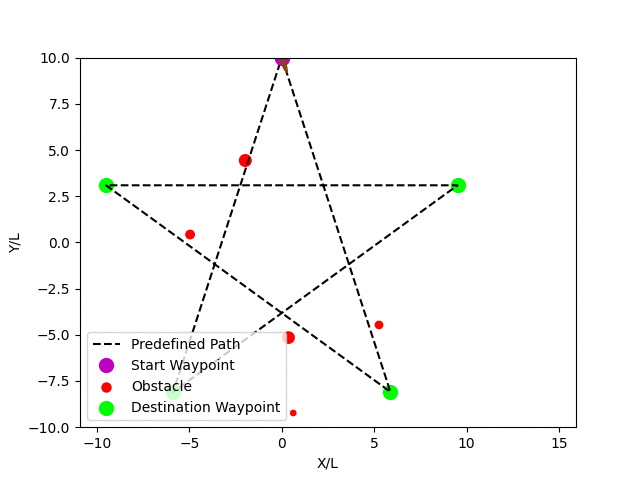 10.0
7.5
5.0
2.5
0.0
−2.5
−5.0
−7.5
−10.0
Y/L
Predefined Path
Start Waypoint
Obstacle
Destination Waypoint
−10
−5
0
5
10
15
X/L